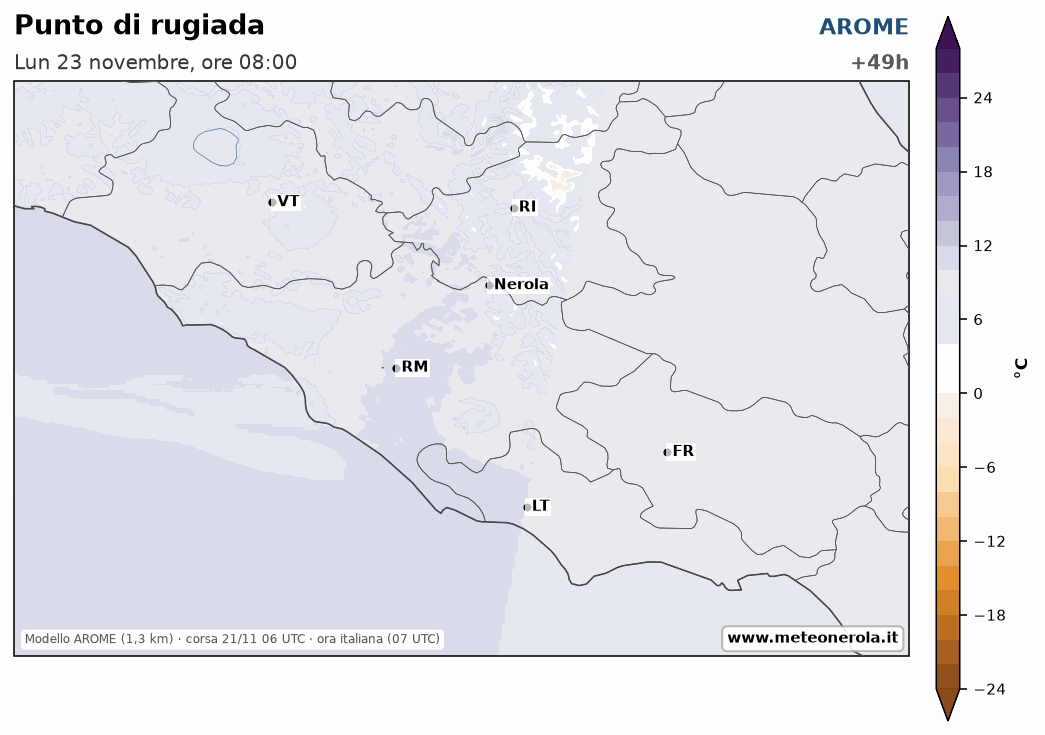 Punto di rugiada
AROME
Lun 23 novembre, ore 08:00
+49h
VT
RI
Nerola
RM
FR
LT
24
18
12
6
0
−6
−12
−18
−24
°C
Modello AROME (1,3 km) · corsa 21/11 06 UTC · ora italiana (07 UTC)
www.meteonerola.it